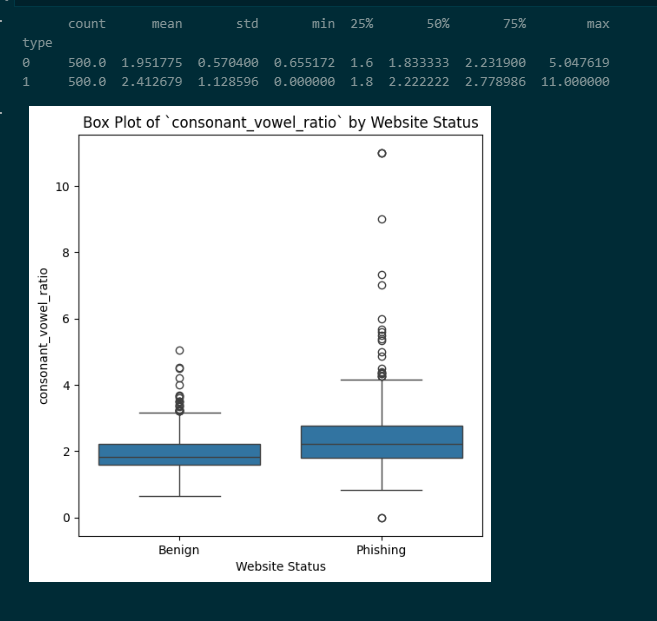 count mean std min 25% 50% 75% max
type
0 500.0 1.951775 0.570400 0.655172 1.6 1.833333 2.231900 5.047619
1 500.0 2.412679 1.128596 0.000000 1.8 2.222222 2.778986 11.000000
Box Plot of `consonant_vowel_ratio` by Website Status
10
8
6
4
2
0
consonant_vowel_ratio
Benign Phishing
Website Status